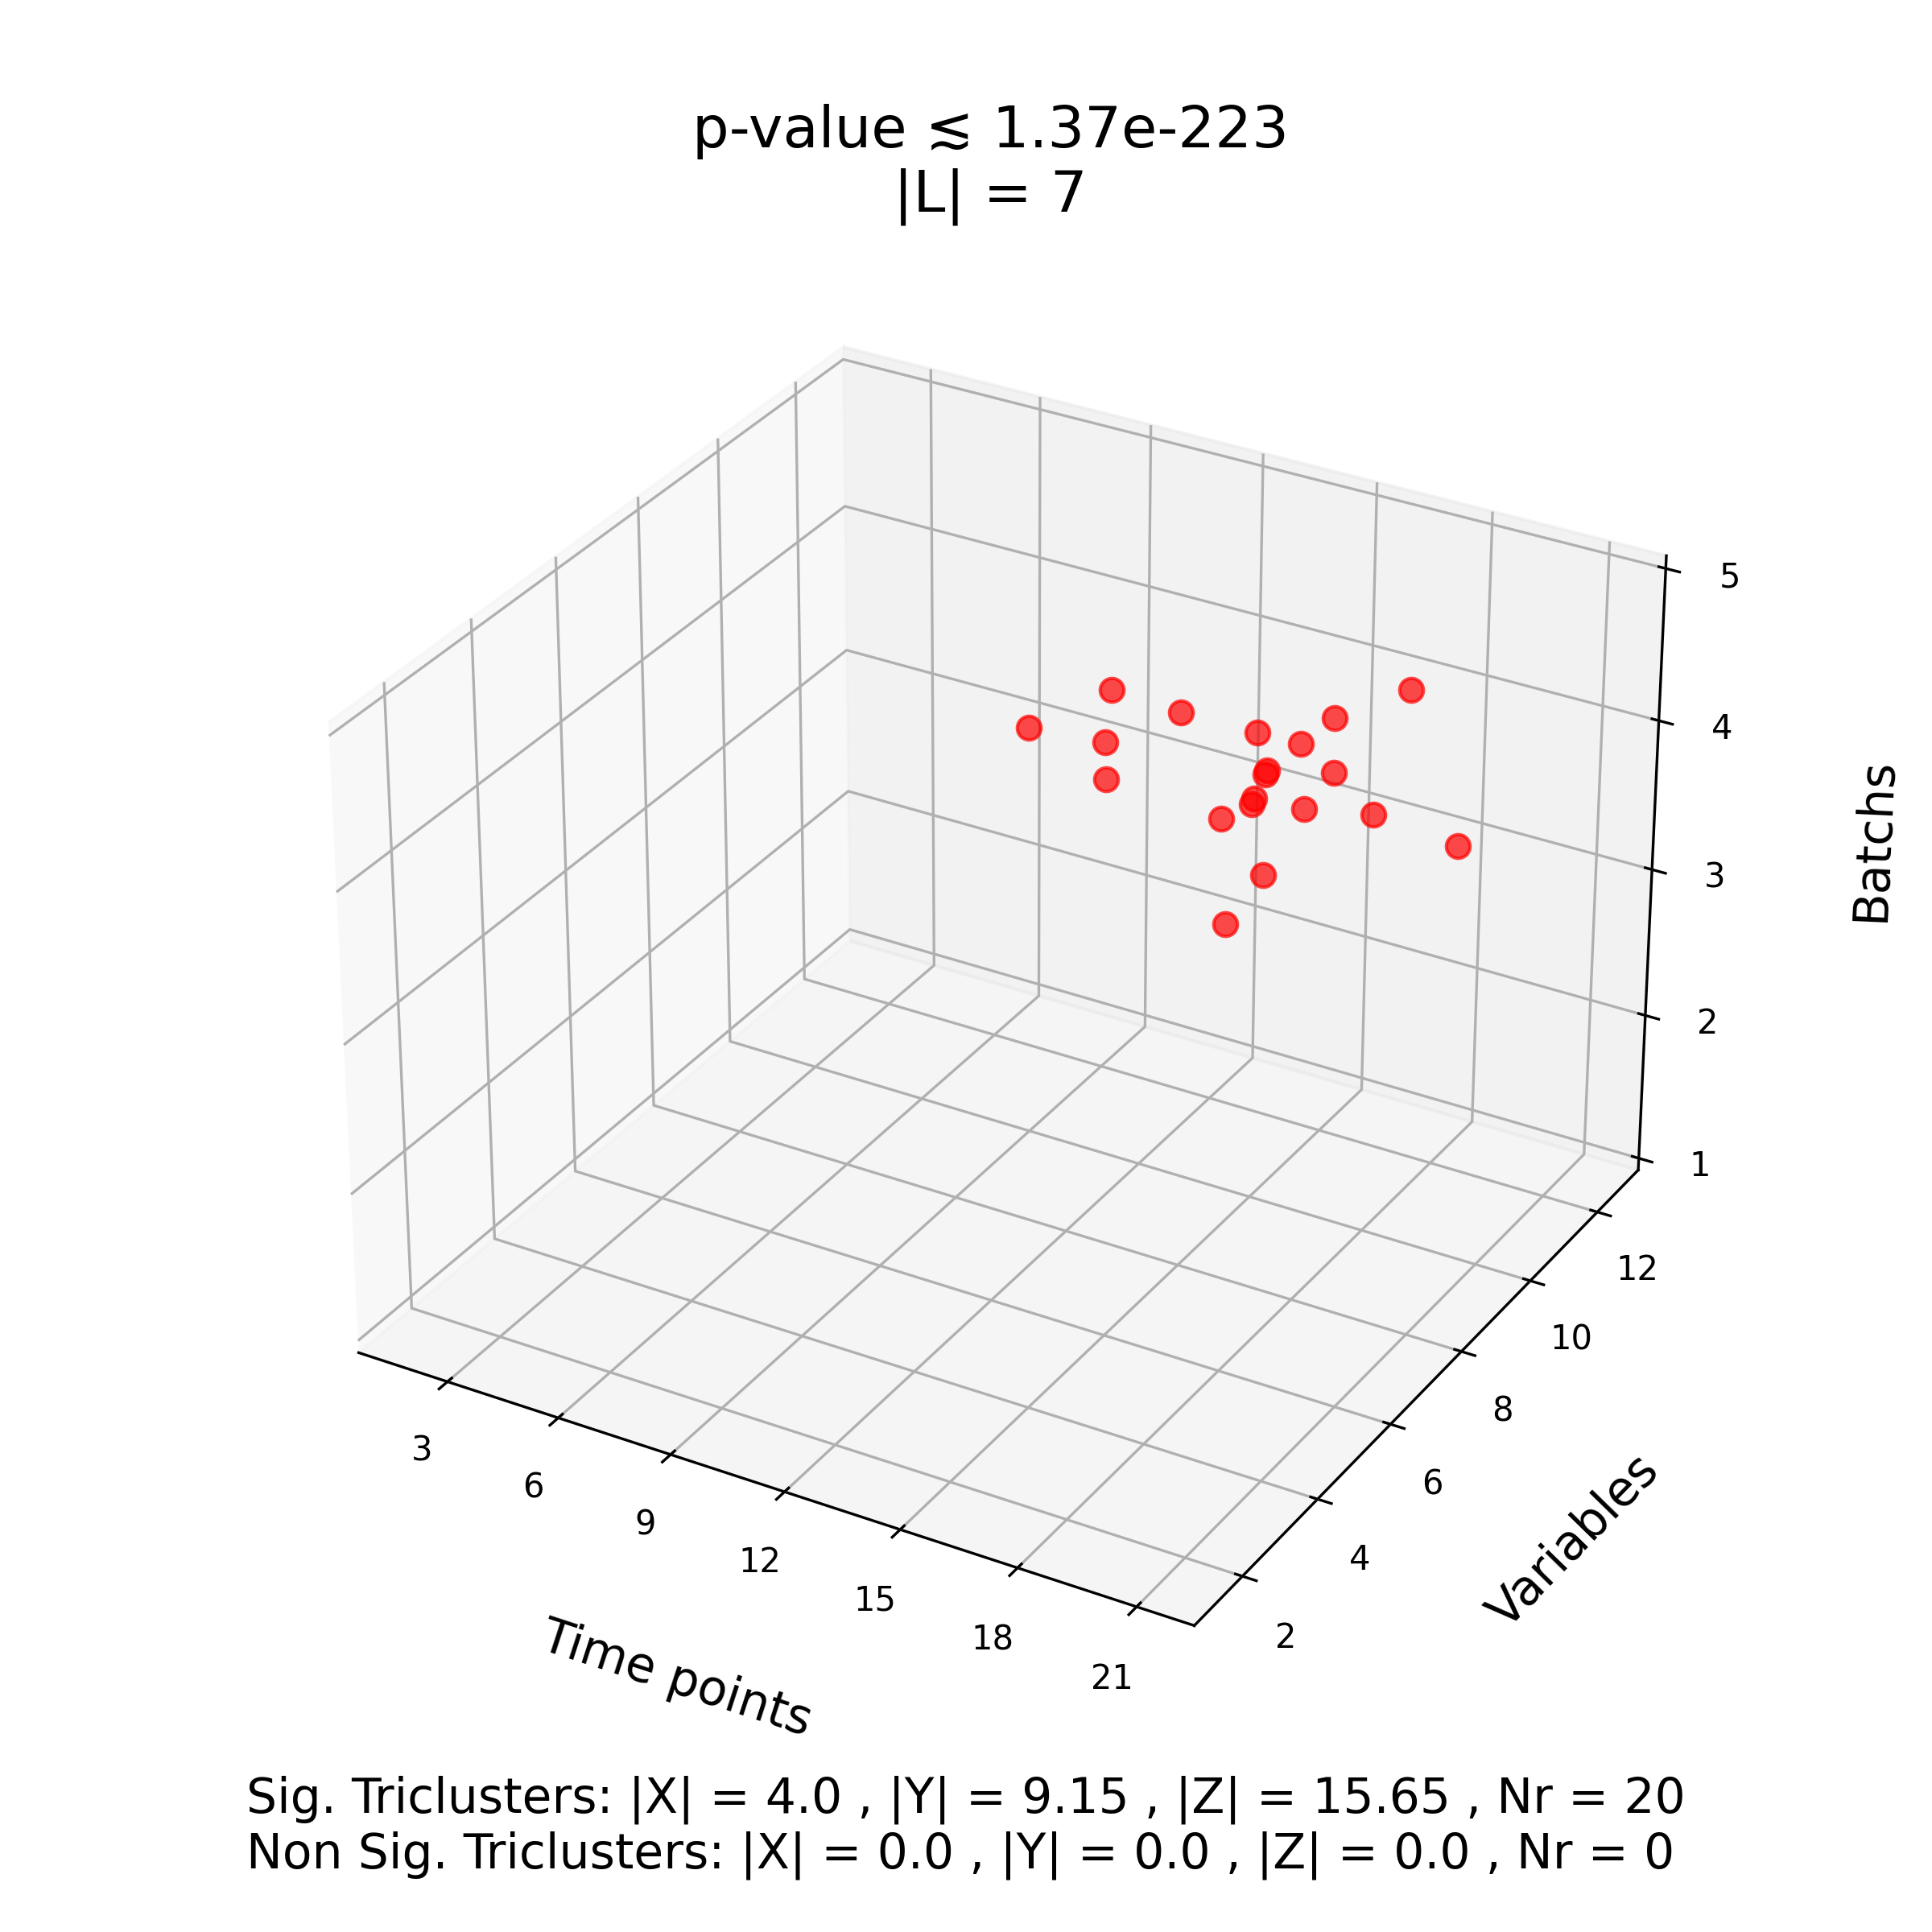 p-value ⪅ 1.37e-223
|L| = 7
5
4
3
2
1
Batchs
12
10
8
6
4
2
Variables
3
6
9
12
15
18
21
Time points
Sig. Triclusters: |X| = 4.0 , |Y| = 9.15 , |Z| = 15.65 , Nr = 20
Non Sig. Triclusters: |X| = 0.0 , |Y| = 0.0 , |Z| = 0.0 , Nr = 0